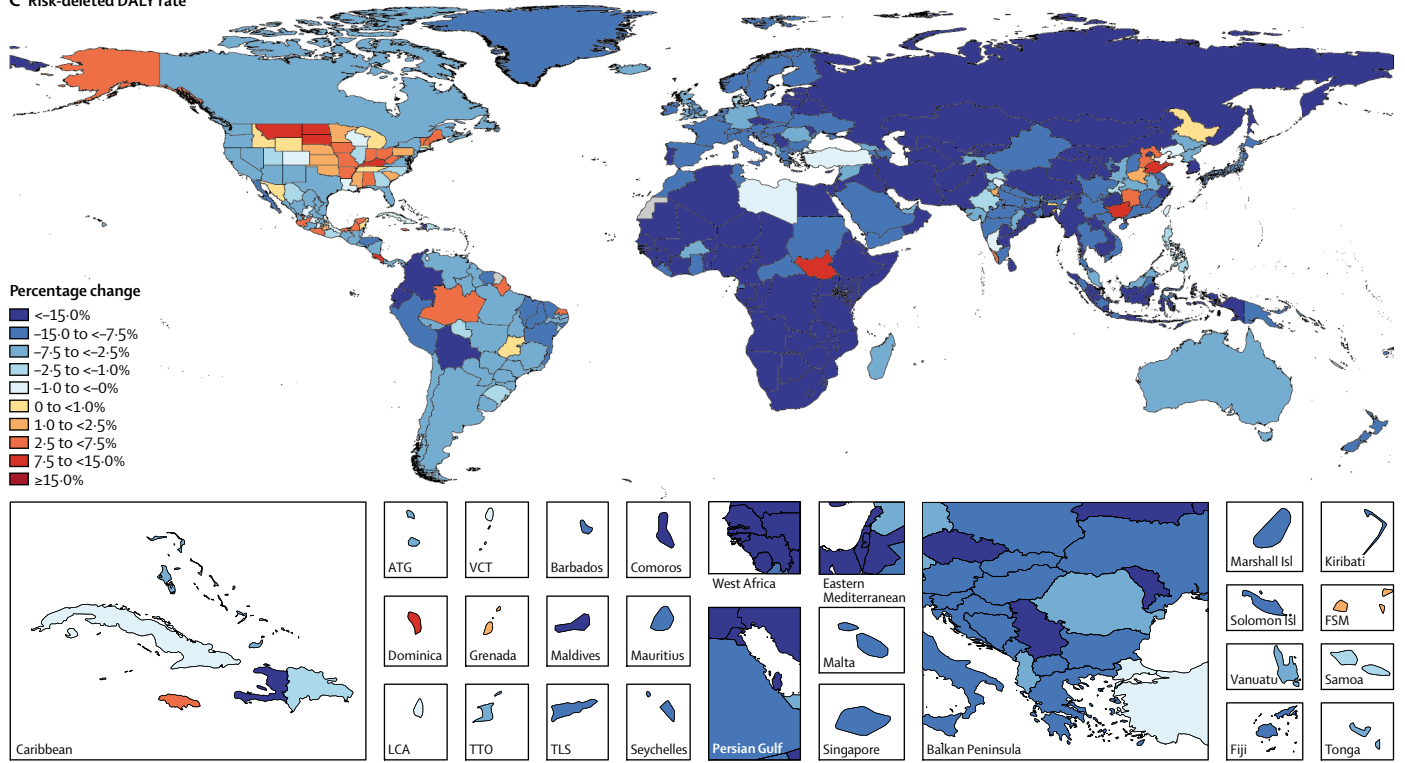 C Risk-deleted DALY rate
Percentage change
<–15·0%
–15·0 to <–7·5%
–7·5 to <–2·5%
–2·5 to <–1·0%
–1·0 to <–0%
0 to <1·0%
1·0 to <2·5%
2·5 to <7·5%
7·5 to <15·0%
≥15·0%
Caribbean
ATG
VCT
Barbados
Comoros
West Africa
Eastern
Mediterranean
Marshall Isl
Kiribati
Dominica
Grenada
Maldives
Mauritius
Malta
Solomon Isl
FSM
Vanuatu
Samoa
LCA
TTO
TLS
Seychelles
Persian Gulf
Singapore
Balkan Peninsula
Fiji
Tonga